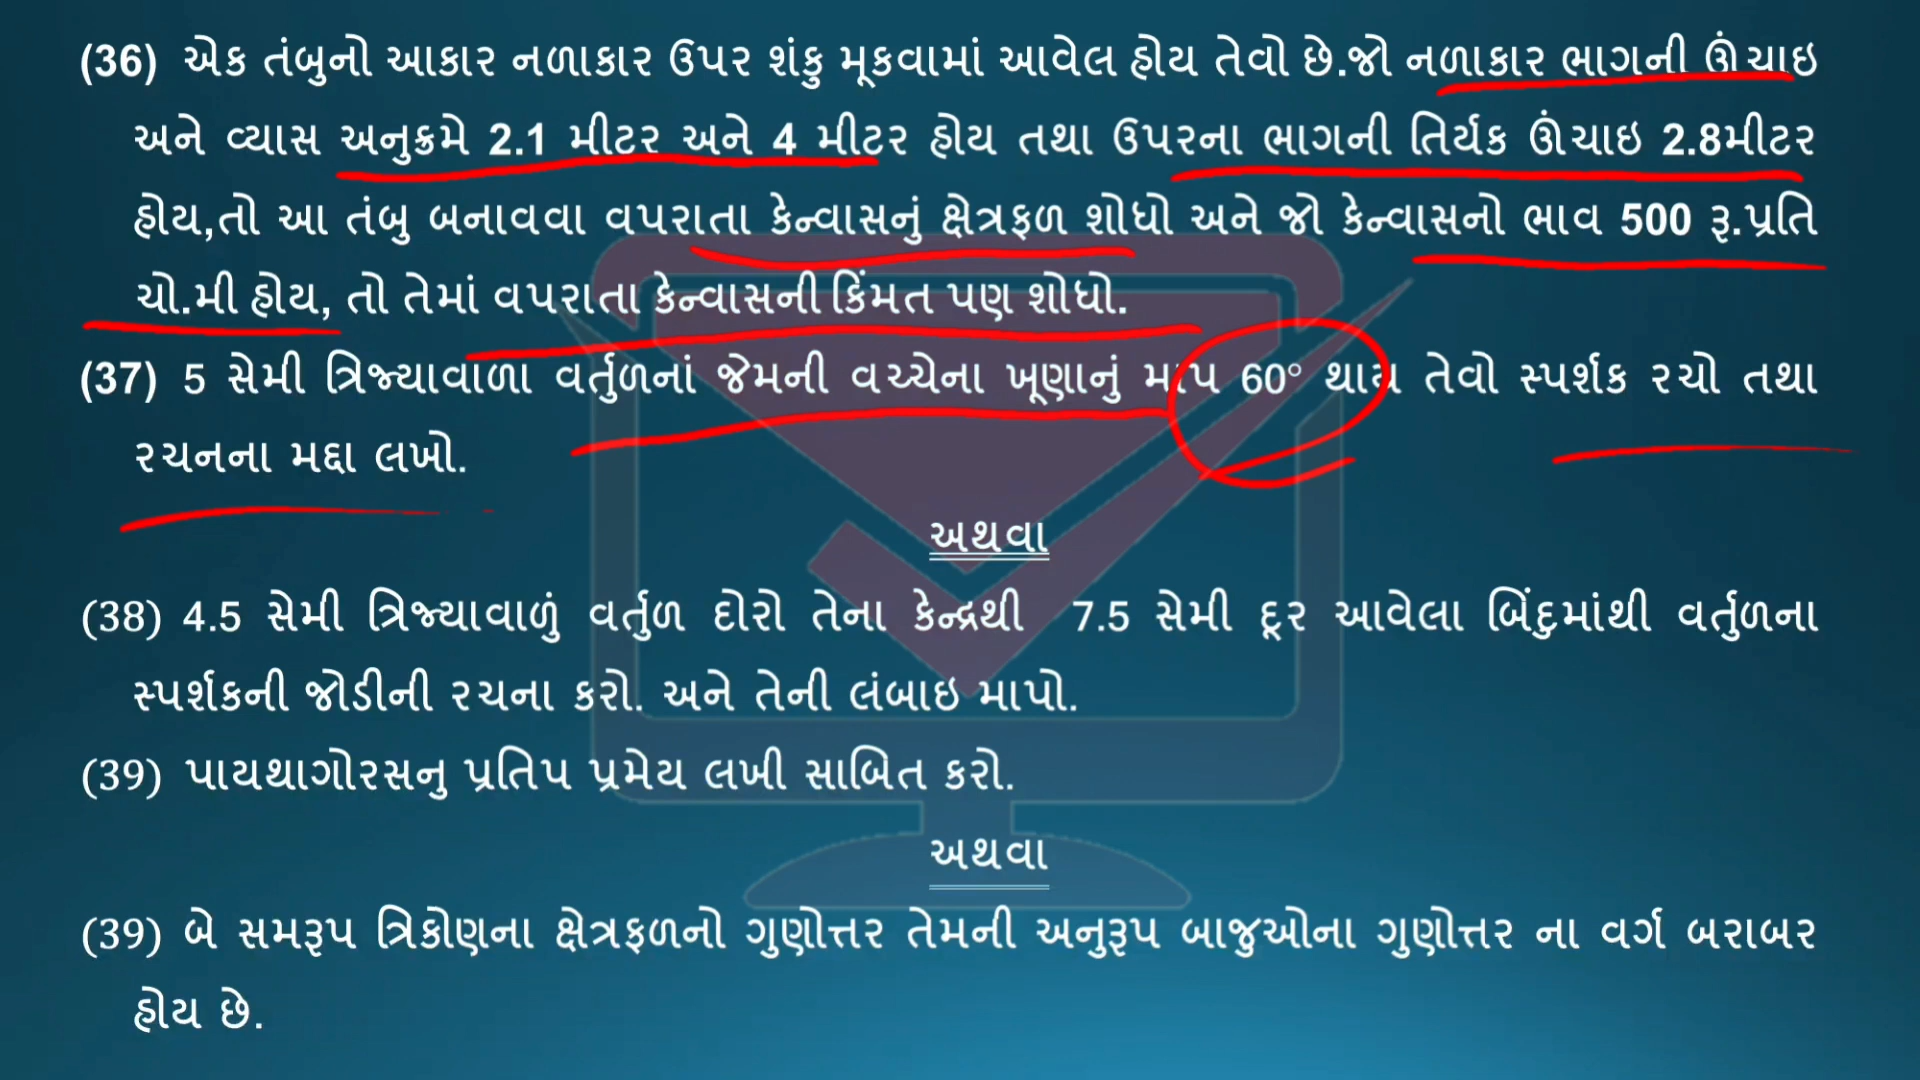 (36) એક તંબુનો આકાર નળાકાર ઉપર શંકુ મૂકવામાં આવેલ હોય તેવો છે.જો નળાકાર ભાગની ઊંચાઇ
અને વ્યાસ અનુક્રમે 2.1 મીટર અને 4 મીટર હોય તથા ઉપરના ભાગની તિર્યક ઊંચાઇ 2.8મીટર
હોય,તો આ તંબુ બનાવવા વપરાતા કેન્વાસનું ક્ષેત્રફળ શોધો અને જો કેન્વાસનો ભાવ 500 રૂ.પ્રતિ
ચો.મી હોય, તો તેમાં વપરાતા કેન્વાસની કિંમત પણ શોધો.
(37) 5 સેમી ત્રિજ્યાવાળા વર્તુળનાં જેમની વચ્ચેના ખૂણાનું માપ 60° થાય તેવો સ્પર્શક રચો તથા
રચનના મદ્દા લખો.
અથવા
(38) 4.5 સેમી ત્રિજ્યાવાળું વર્તુળ દોરો તેના કેન્દ્રથી 7.5 સેમી દૂર આવેલા બિંદુમાંથી વર્તુળના
સ્પર્શકની જોડીની રચના કરો. અને તેની લંબાઇ માપો.
(39) પાયથાગોરસનુ પ્રતિપ પ્રમેય લખી સાબિત કરો.
અથવા
(39) બે સમરૂપ ત્રિકોણના ક્ષેત્રફળનો ગુણોત્તર તેમની અનુરૂપ બાજુઓના ગુણોત્તર ના વર્ગ બરાબર
હોય છે.